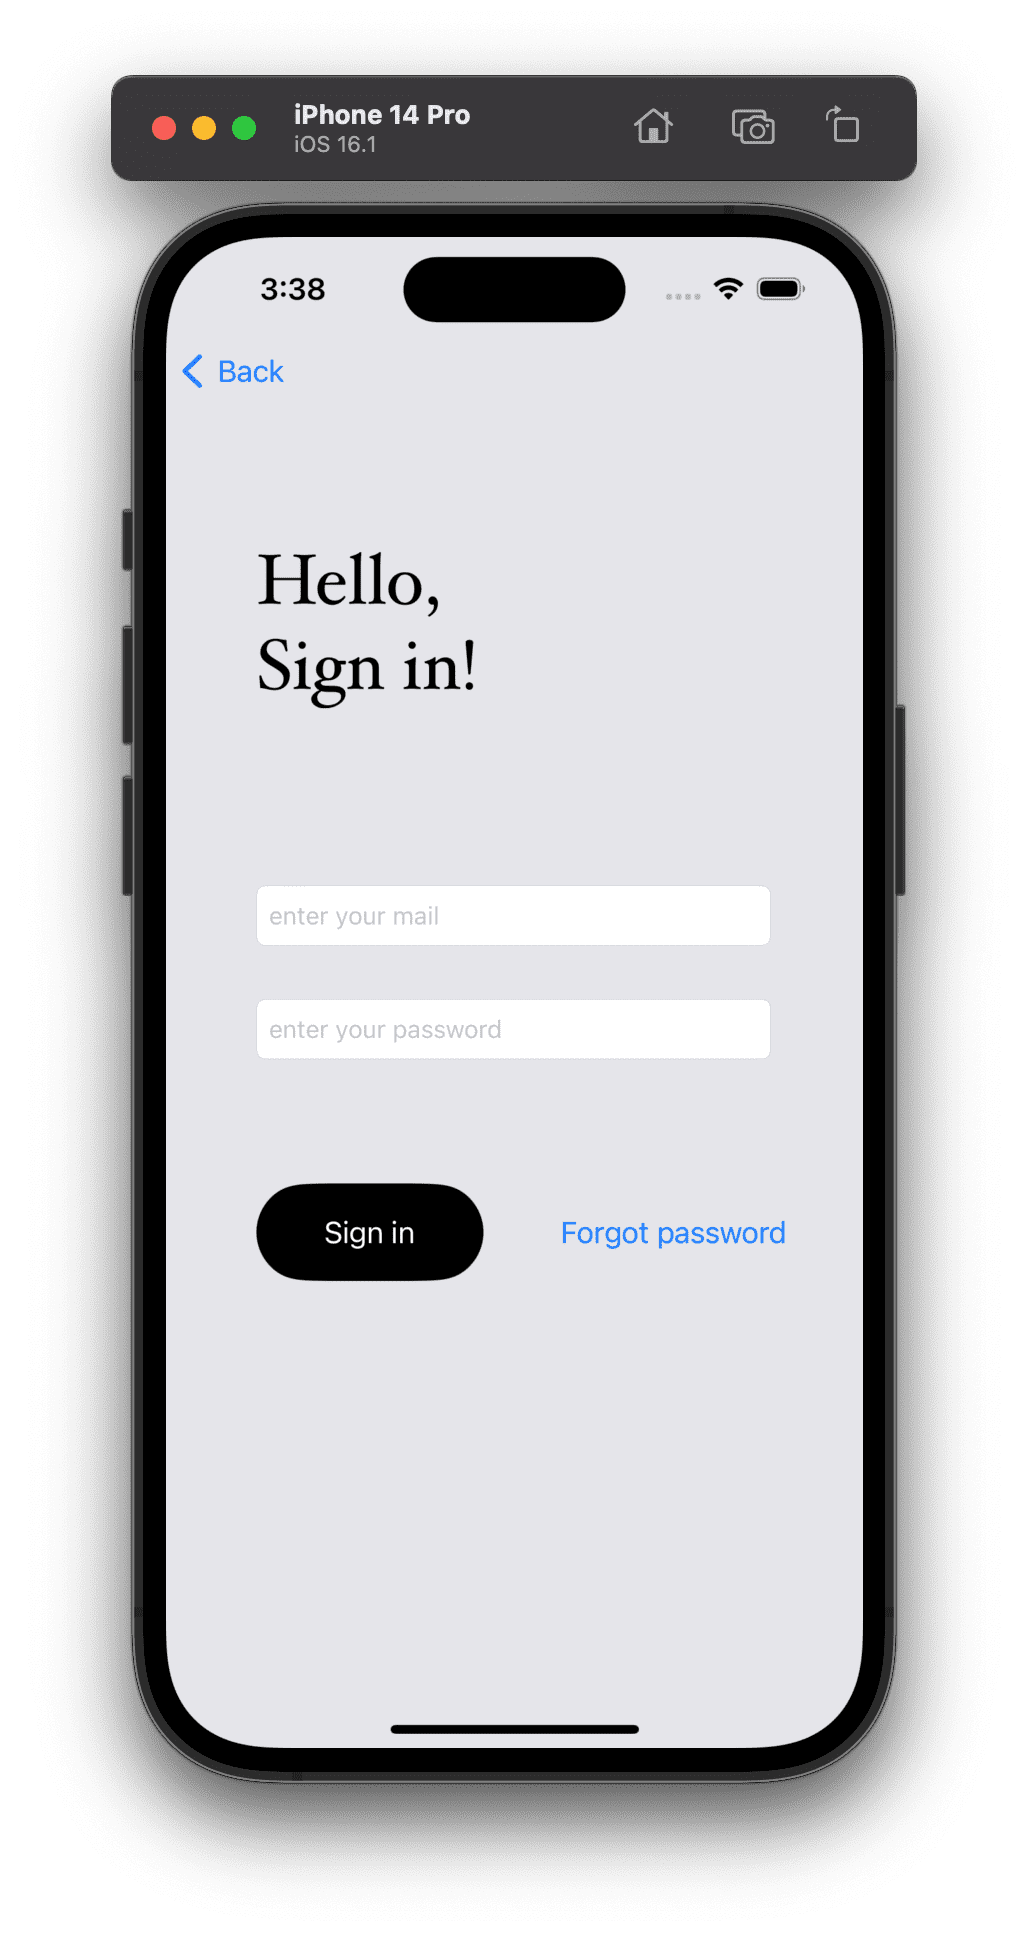 iPhone 14 Pro
iOS 16.1
3:38
Back
Hello,
Sign in!
enter your mail
enter your password
Sign in
Forgot password